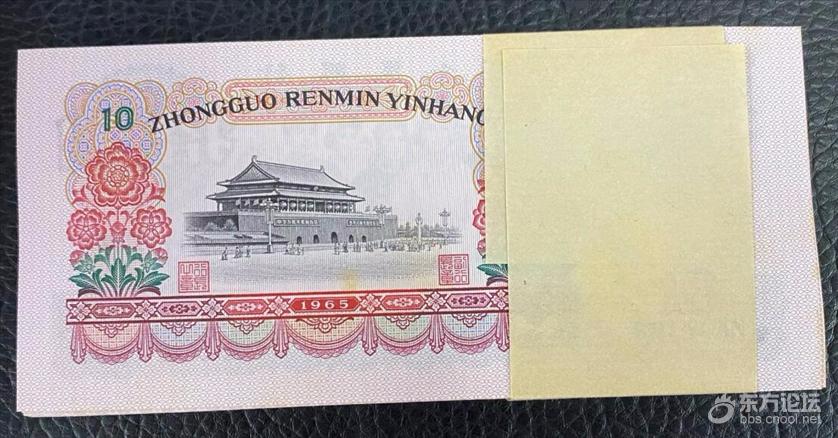 10 ZHONGGUO RENMIN YINHANG
1965
东方论坛
bbs.cnool.net